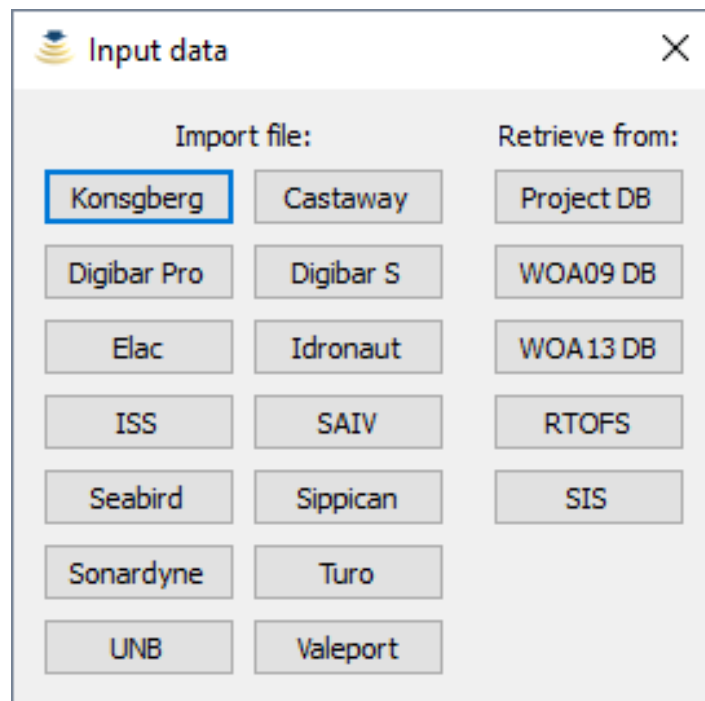 Input data
Import file: Retrieve from:
Konsgberg Castaway Project DB
Digibar Pro Digibar S WOA09 DB
Elac Idronaut WOA13 DB
ISS SAIV RTOFS
Seabird Sippican SIS
Sonardyne Turo
UNB Valeport